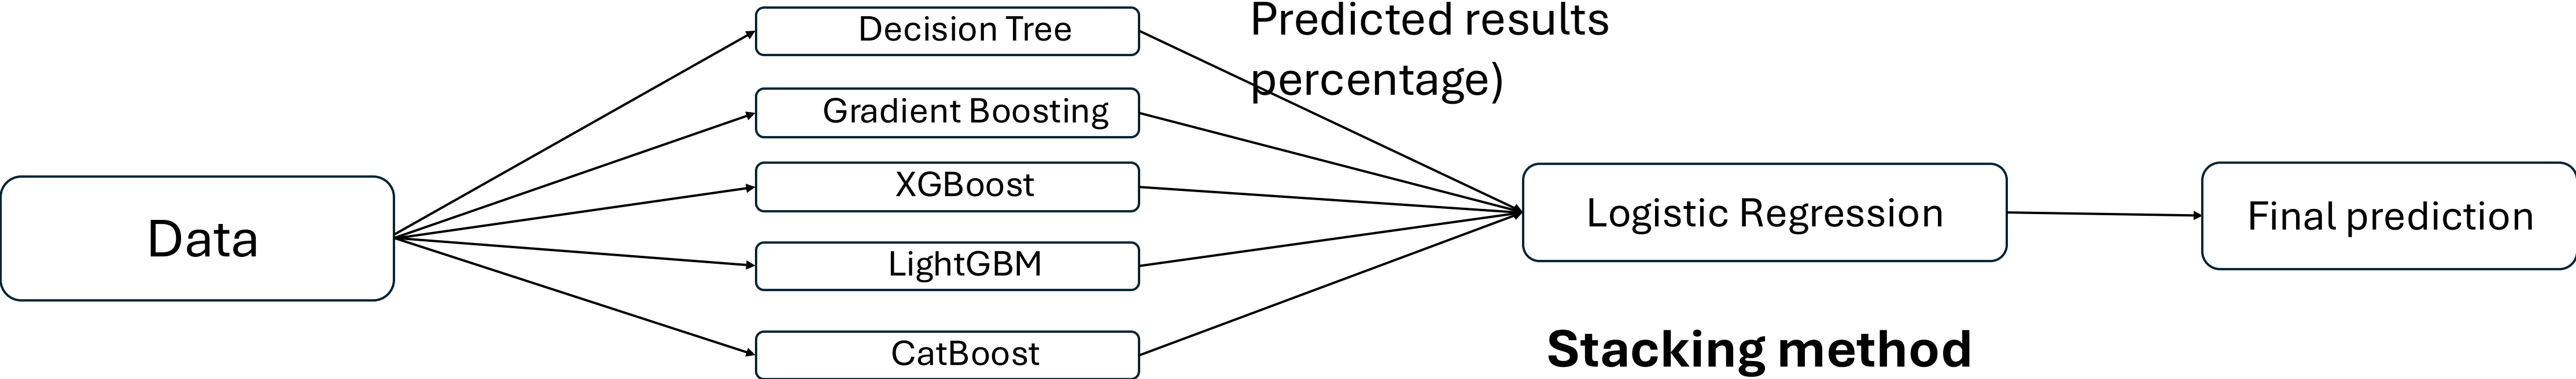 Data
Decision Tree
Gradient Boosting
XGBoost
LightGBM
CatBoost
Predicted results
percentage)
Logistic Regression
Final prediction
Stacking method